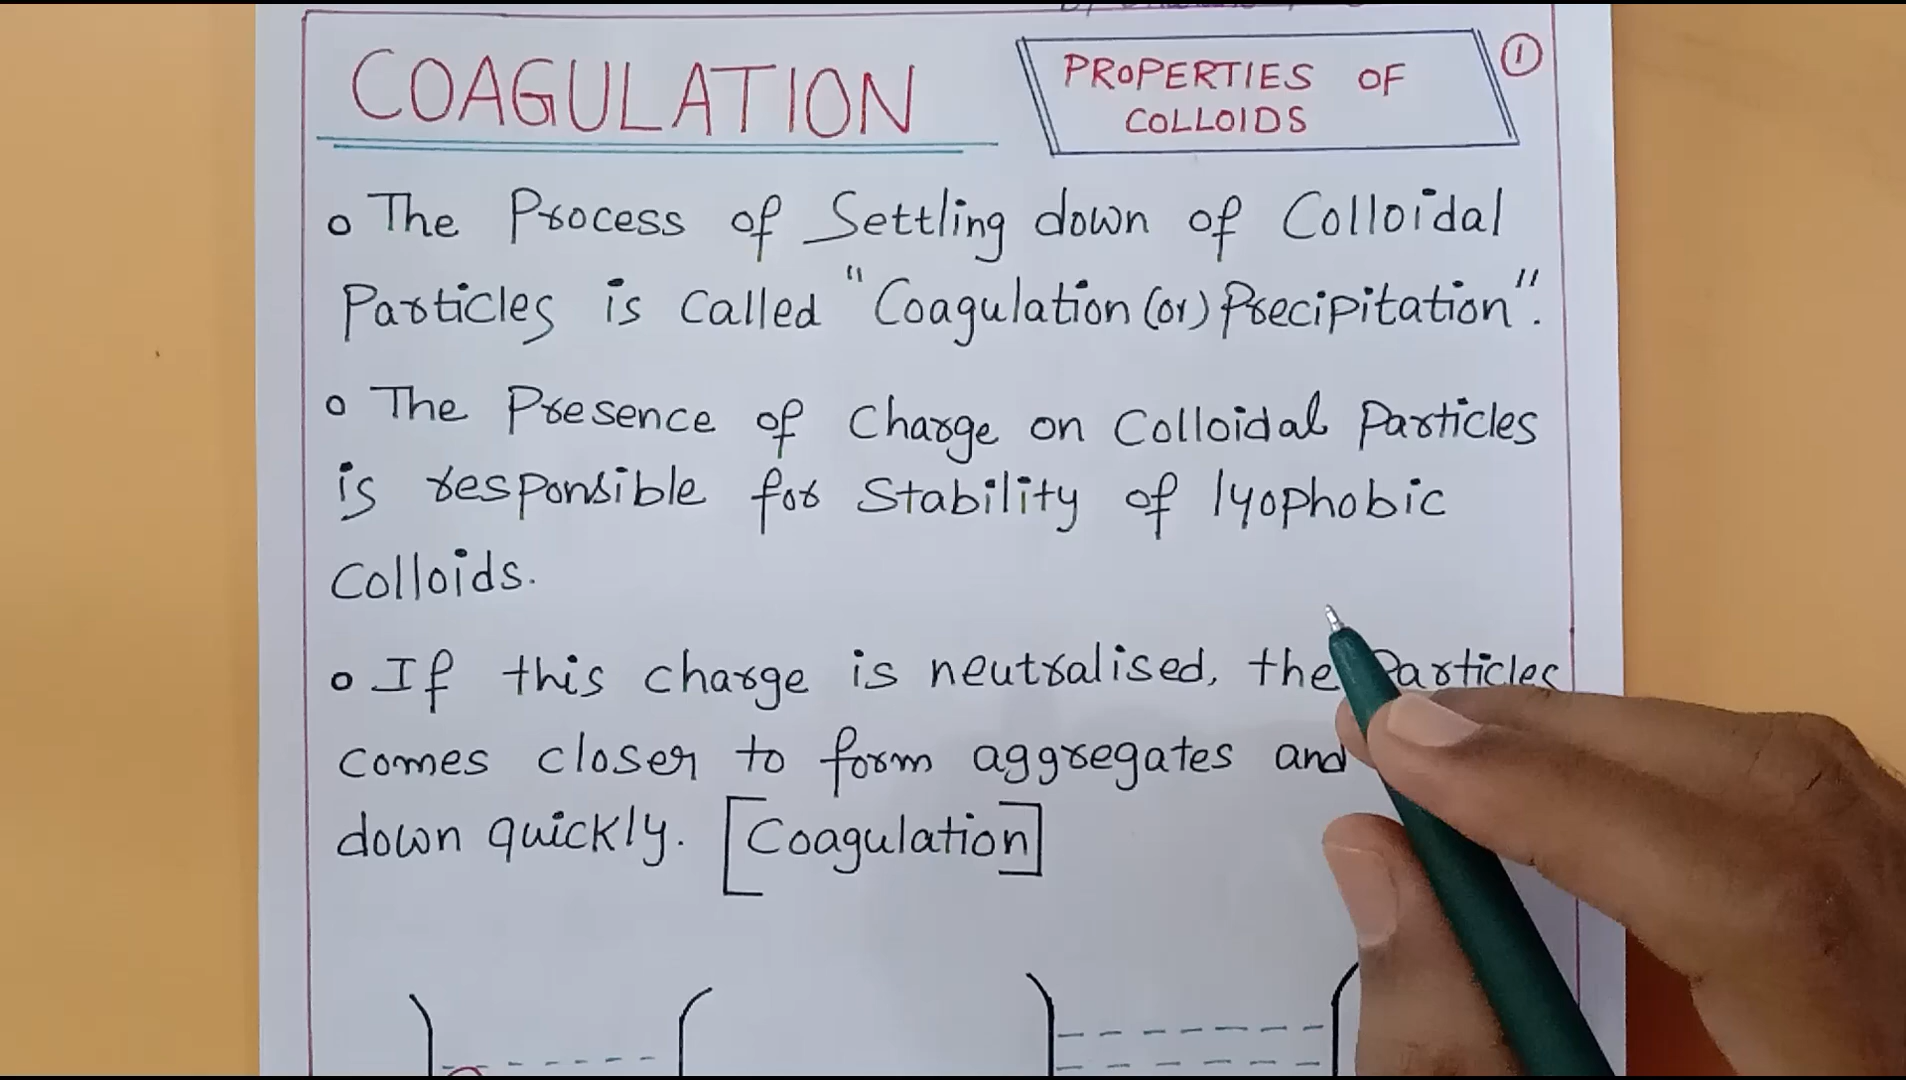 COAGULATION
PROPERTIES OF
COLLOIDS
1
The Process of Settling down of Colloidal
Particles is called "Coagulation (or) Precipitation".
The Presence of Charge on Colloidal Particles
is responsible for Stability of lyophobic
Colloids.
If this charge is neutralised, the Particles
comes closer to form aggregates and
down quickly. [Coagulation]